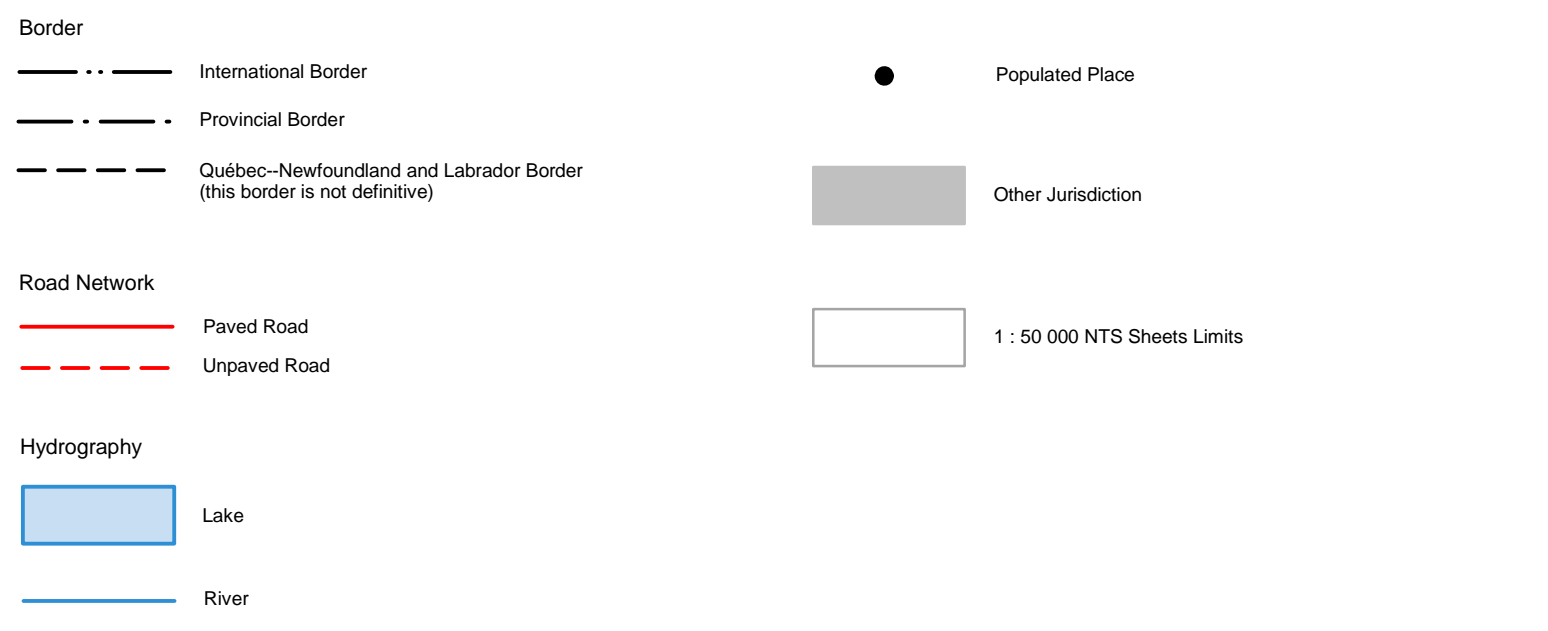 Border
International Border
Provincial Border
Québec--Newfoundland and Labrador Border
(this border is not definitive)
Road Network
Paved Road
Unpaved Road
Hydrography
Lake
River
Populated Place
Other Jurisdiction
1 : 50 000 NTS Sheets Limits